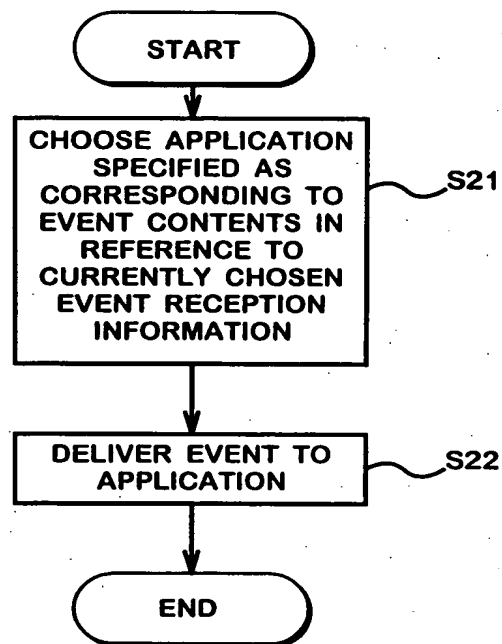 START
CHOOSE APPLICATION
SPECIFIED AS
CORRESPONDING TO
EVENT CONTENTS IN
REFERENCE TO
CURRENTLY CHOSEN
EVENT RECEPTION
INFORMATION
S21
DELIVER EVENT TO
APPLICATION
S22
END